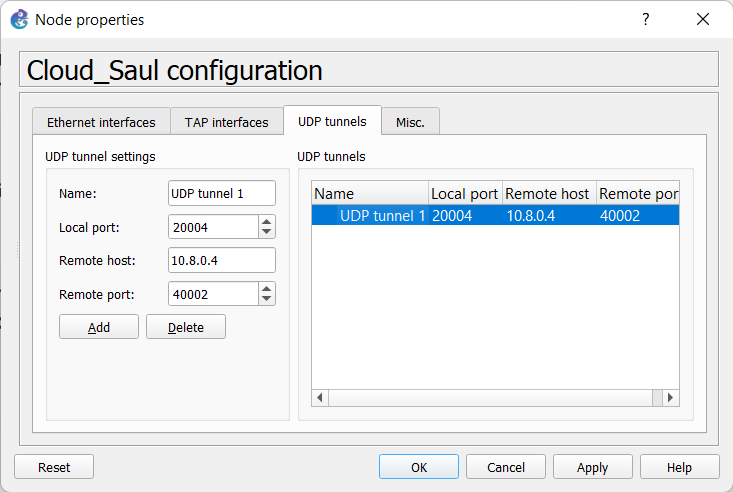 Node properties
?
Cloud_Saul configuration
Ethernet interfaces
TAP interfaces
UDP tunnels
Misc.
UDP tunnel settings
Name:
UDP tunnel 1
Local port:
20004
Remote host:
10.8.0.4
Remote port:
40002
Add
Delete
UDP tunnels
Name Local port Remote host Remote por
UDP tunnel 1 20004 10.8.0.4 40002
Reset
OK
Cancel
Apply
Help